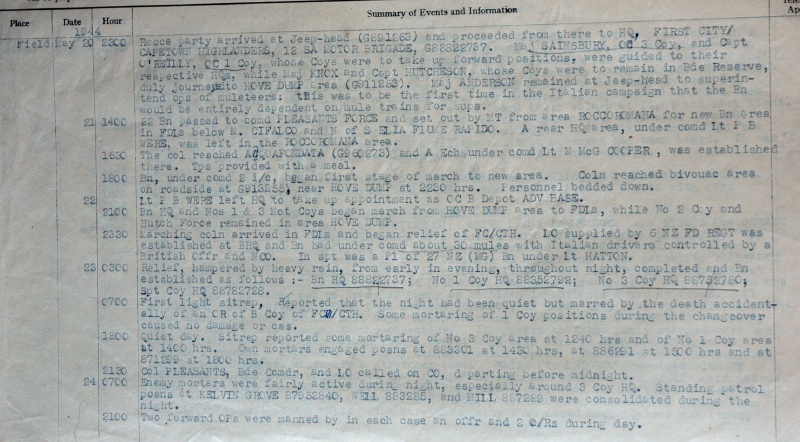 Place Date Hour Summary of Events and Information
1944
Field May 20 2300 Recce party arrived at Jeep-head (G291263) and proceeded from there to HQ, FIRST CITY/
CAPETOWN HIGHLANDERS, 12 SA MOTOR BRIGADE, G88822737. Maj SAINSBURY, OC 3 Coy, and Capt
O'REILLY, OC 1 Coy, whose Coys were to take up forward positions, were guided to their
respective HQs, while Maj KNOX and Capt HUTCHESON, whose Coys were to remain in Bde Reserve,
duly journey to HOVE DUMP area (G911253). Maj ANDERSON remained at Jeep-head to superin-
tend ops of muleteers: this was to be the first time in the Italian campaign that the Bn
would be entirely dependent on mule trains for sups.
21 1400 22 Bn passed to comd PLEASANTS FORCE and set out by MT from area ROCCOROMANA for new Bn area
in FDLs below M. CIFALCO and N of S ELIA FIUME RAPIDO. A rear HQ area, under comd Lt P B
WERE, was left in the ROCCOROMANA area.
1630 The col reached ACQUAFONDATA (G960273) and A Ech under comd Lt M McG COOPER, was established
there. Tps provided with a meal.
1800 Bn, under comd 2 i/c, began first stage of march to new area. Coln reached bivouac area
on roadside at G913255, near HOVE DUMP at 2230 hrs. Personnel bedded down.
22 Lt P B WERE left HQ to take up appointment as OC B Depot ADV BASE.
2100 Bn HQ and Nos 1 & 3 Mot Coys began march from HOVE DUMP area to FDLs, while No 2 Coy and
Hutch Force remained in area HOVE DUMP.
2330 Marching coln arrived in FDLs and began relief of FC/CTH. LO supplied by 6 NZ FD REGT was
established at BHQ and Bn had under comd about 30 mules with Italian drivers controlled by a
British Offr and NCO. In spt was a Pl of 27 NZ (MG) Bn under Lt HATTON.
23 0300 Relief, hampered by heavy rain, from early in evening, throughout night, completed and Bn
established as follows :- Bn HQ 88822737; No 1 Coy HQ 88352792; No 3 Coy HQ 88752780;
Spt Coy HQ 88782728.
0700 First light sitrep, Reported that the night had been quiet but marred by the death accident-
ally of an OR of B Coy of FC/CTH. Some mortaring of 1 Coy positions during the changeover
caused no damage or cas.
1800 Quiet day. Sitrep reported some mortaring of No 3 Coy area at 1240 hrs and of No 1 Coy area
at 1400 hrs. Own mortars engaged posns at 883301 at 1430 hrs, at 886291 at 1500 hrs and at
871299 at 1800 hrs.
2130 Col PLEASANTS, Bde Comdr, and LO called on CO, d parting before midnight.
24 0700 Enemy mortars were fairly active during night, especially around 3 Coy HQ. Standing patrol
posns at KELVIN GROVE 87952840, WELL 883285, and MILL 887289 were consolidated during the
night.
2100 Two forward OPs were manned by in each case an offr and 2 O/Rs during day.